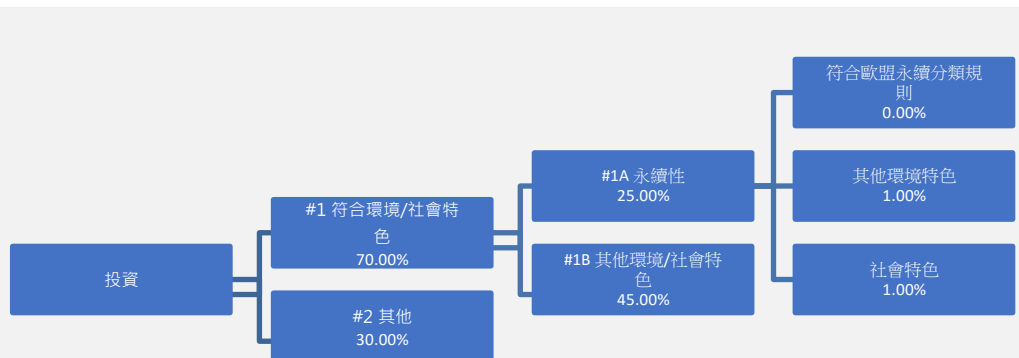 投資
#1 符合環境/社會特
色
70.00%
#2 其他
30.00%
#1A 永續性
25.00%
#1B 其他環境/社會特
色
45.00%
符合歐盟永續分類規
則
0.00%
其他環境特色
1.00%
社會特色
1.00%